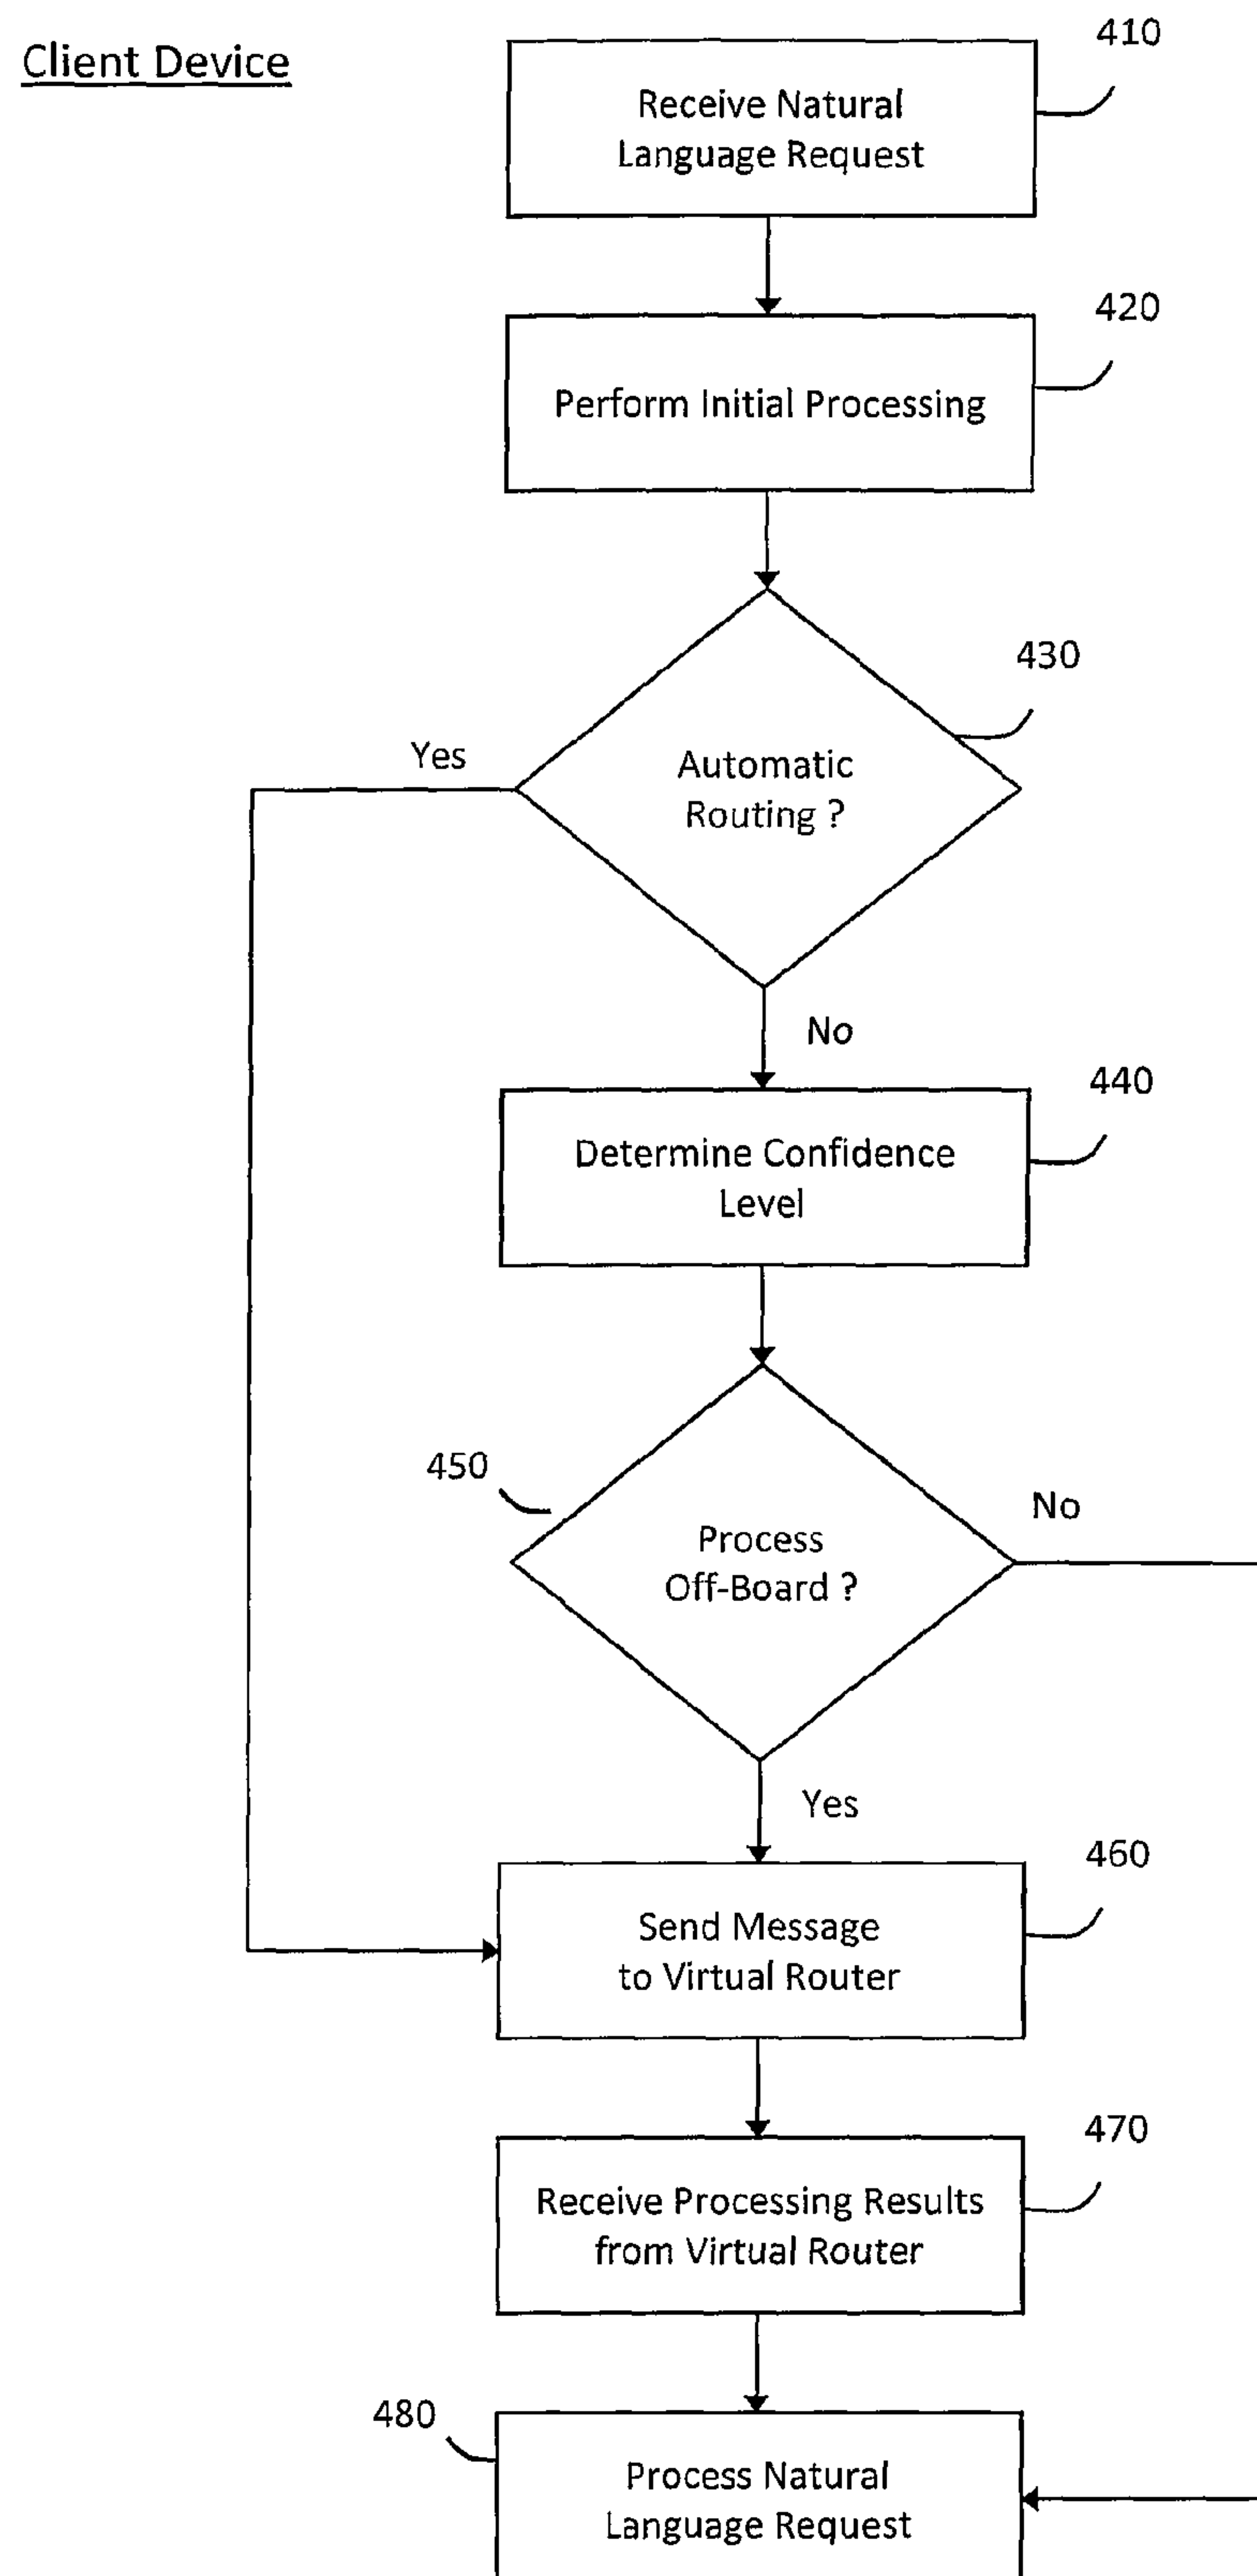 Client Device
410
Receive Natural
Language Request
420
Perform Initial Processing
430
Yes
Automatic
Routing ?
No
440
Determine Confidence
Level
450
No
Process
Off-Board ?
Yes
460
Send Message
to Virtual Router
470
Receive Processing Results
from Virtual Router
480
Process Natural
Language Request